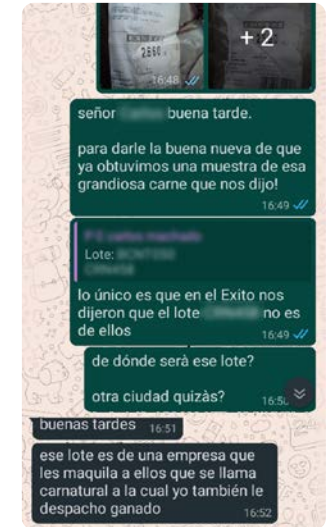 2860
+2
16:48
señor buena tarde.
para darle la buena nueva de que
ya obtuvimos una muestra de esa
grandiosa carne que nos dijo!
16:49
Lote:
lo único es que en el Exito nos
dijeron que el lote no es
de ellos
16:49
de dónde serà ese lote?
otra ciudad quizàs?
buenas tardes 16:51
ese lote es de una empresa que
les maquila a ellos que se llama
carnatural a la cual yo también le
despacho ganado
16:52